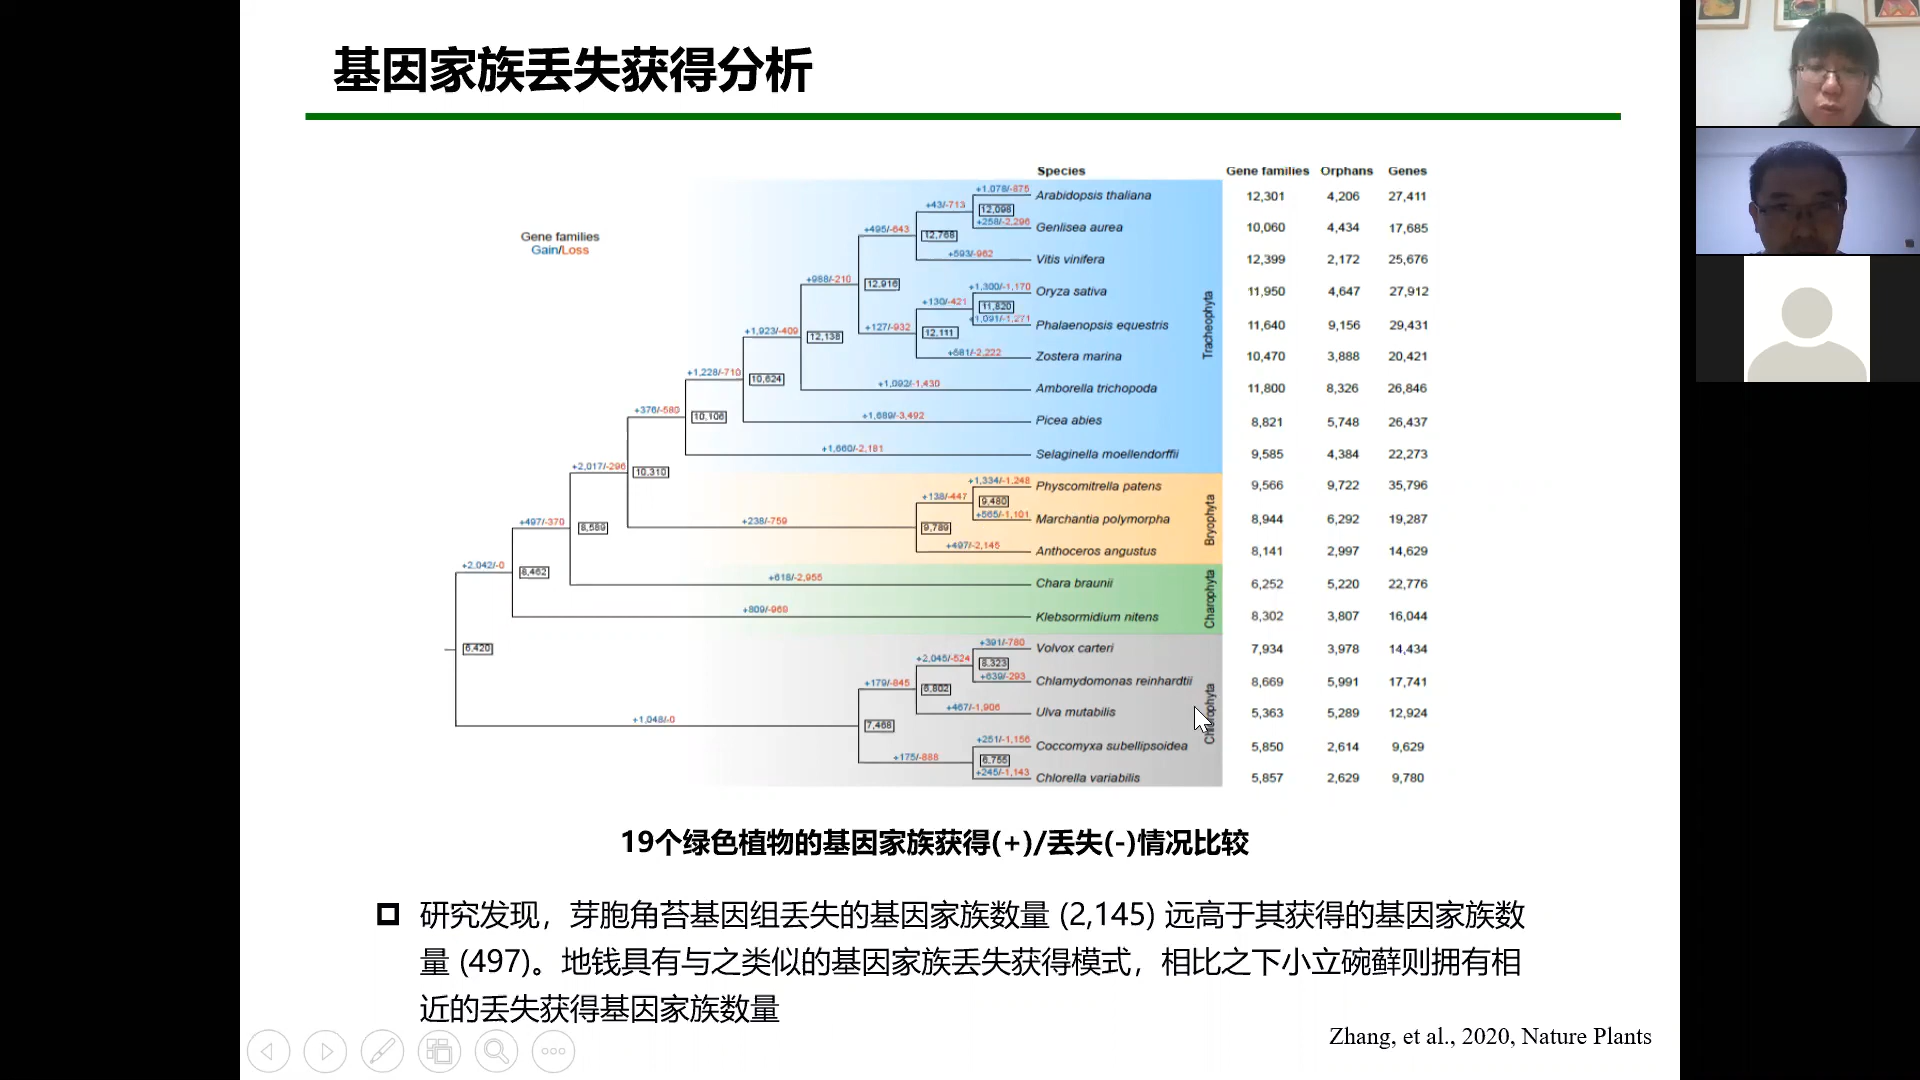 基因家族丢失获得分析
Species Gene families Orphans Genes
Gene families
Gain/Loss
+1,078/-875
Arabidopsis thaliana 12,301 4,206 27,411
+43/-713
12,098
+258/-2,296
Genlisea aurea 10,060 4,434 17,685
+495/-643
12,768
+593/-962
Vitis vinifera 12,399 2,172 25,676
+988/-210
12,916
+1,300/-1,170
Oryza sativa 11,950 4,647 27,912
+130/-421
11,820
+1,091/-1,271
Phalaenopsis equestris 11,640 9,156 29,431
+127/-932
12,111
+581/-2,222
Zostera marina 10,470 3,888 20,421
Tracheophyta
+1,923/-409
12,138
+1,092/-1,430
Amborella trichopoda 11,800 8,326 26,846
+1,228/-710
10,624
+1,689/-3,492
Picea abies 8,821 5,748 26,437
+376/-580
10,106
+1,660/-2,181
Selaginella moellendorffii 9,585 4,384 22,273
+2,017/-296
10,310
+1,334/-1,248
Physcomitrella patens 9,566 9,722 35,796
+138/-447
9,480
+565/-1,101
Marchantia polymorpha 8,944 6,292 19,287
+238/-759
9,789
+497/-2,145
Anthoceros angustus 8,141 2,997 14,629
Bryophyta
+497/-370
8,589
+618/-2,955
Chara braunii 6,252 5,220 22,776
+2,042/-0
8,462
+809/-969
Klebsormidium nitens 8,302 3,807 16,044
Charophyta
6,420
+391/-780
Volvox carteri 7,934 3,978 14,434
+2,045/-524
8,323
+639/-293
Chlamydomonas reinhardtii 8,669 5,991 17,741
+179/-845
6,802
+467/-1,906
Ulva mutabilis 5,363 5,289 12,924
Chlorophyta
+1,048/-0
7,468
+251/-1,156
Coccomyxa subellipsoidea 5,850 2,614 9,629
+175/-888
6,755
+245/-1,143
Chlorella variabilis 5,857 2,629 9,780
19个绿色植物的基因家族获得(+)/丢失(-)情况比较
研究发现，芽胞角苔基因组丢失的基因家族数量 (2,145) 远高于其获得的基因家族数
量 (497)。地钱具有与之类似的基因家族丢失获得模式，相比之下小立碗藓则拥有相
近的丢失获得基因家族数量
Zhang, et al., 2020, Nature Plants